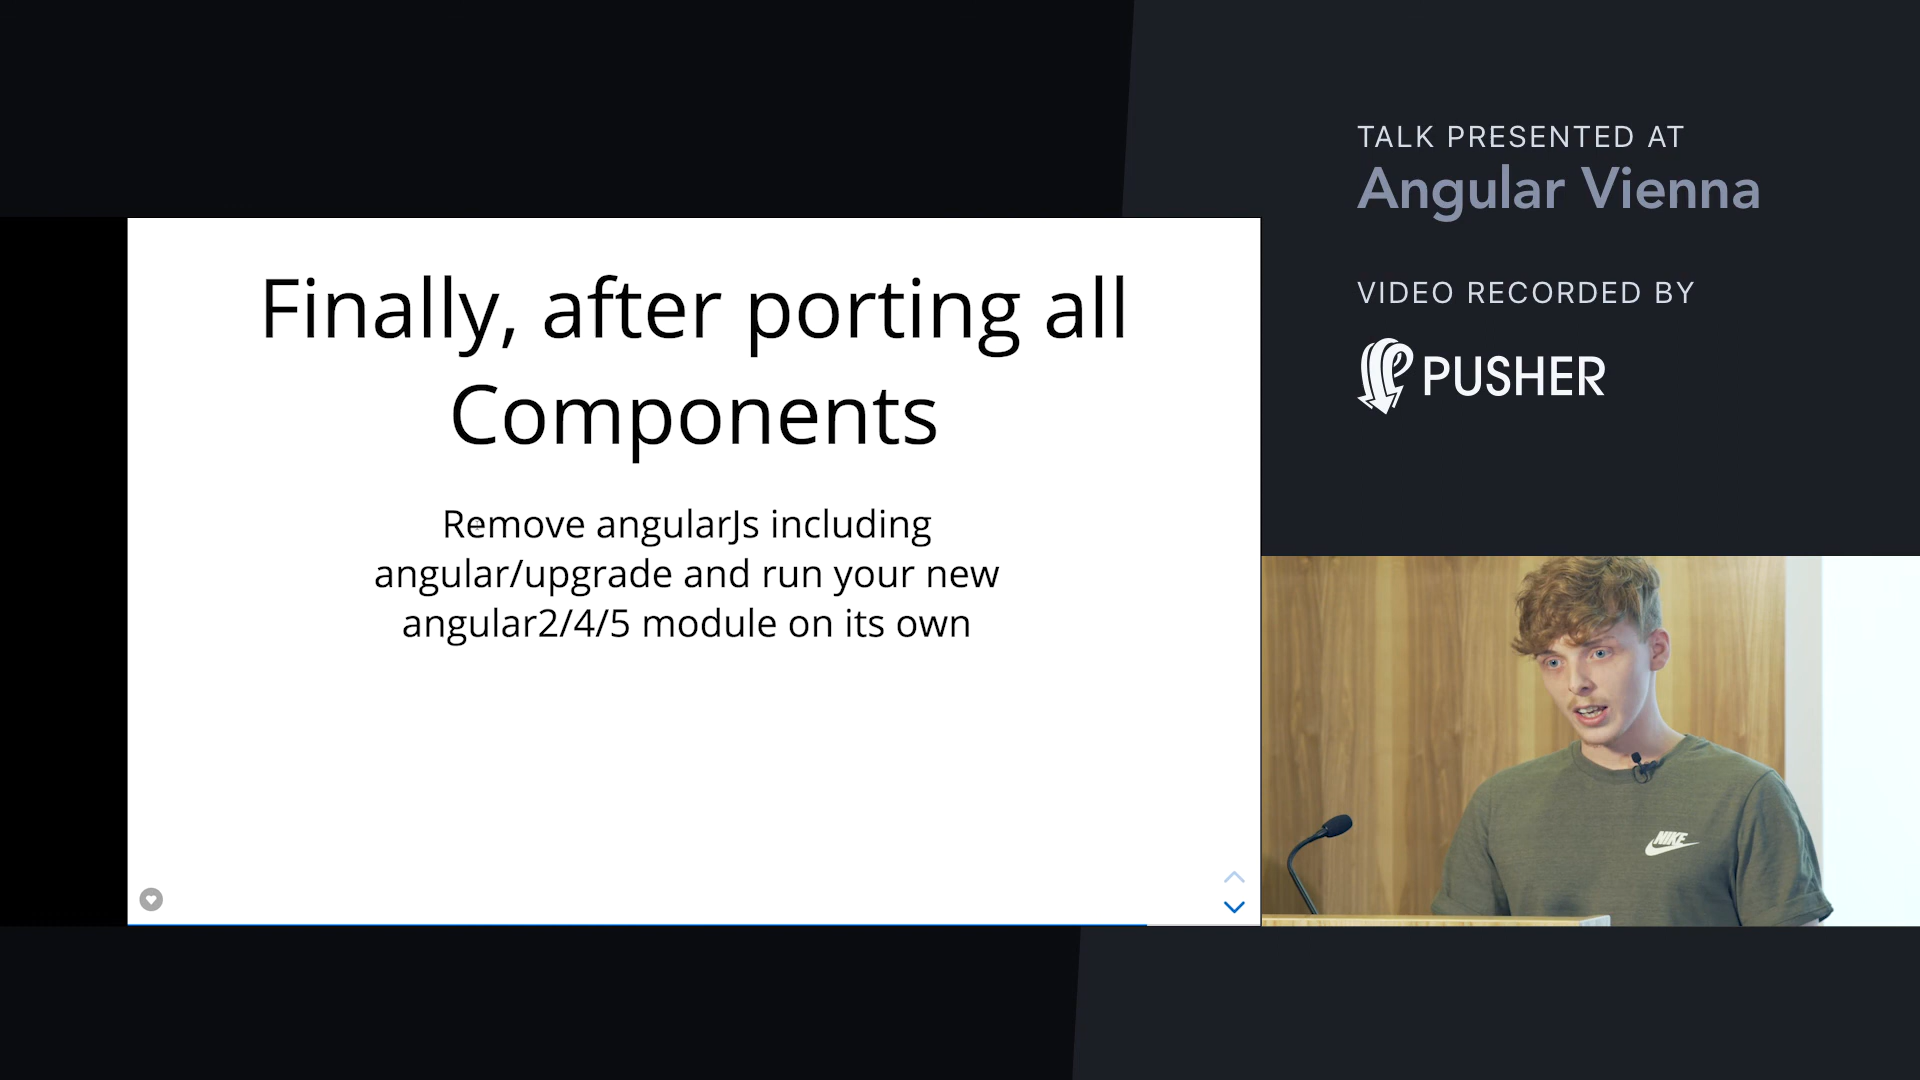 TALK PRESENTED AT
Angular Vienna
VIDEO RECORDED BY
PUSHER
Finally, after porting all
Components
Remove angularJs including
angular/upgrade and run your new
angular2/4/5 module on its own
NIKE